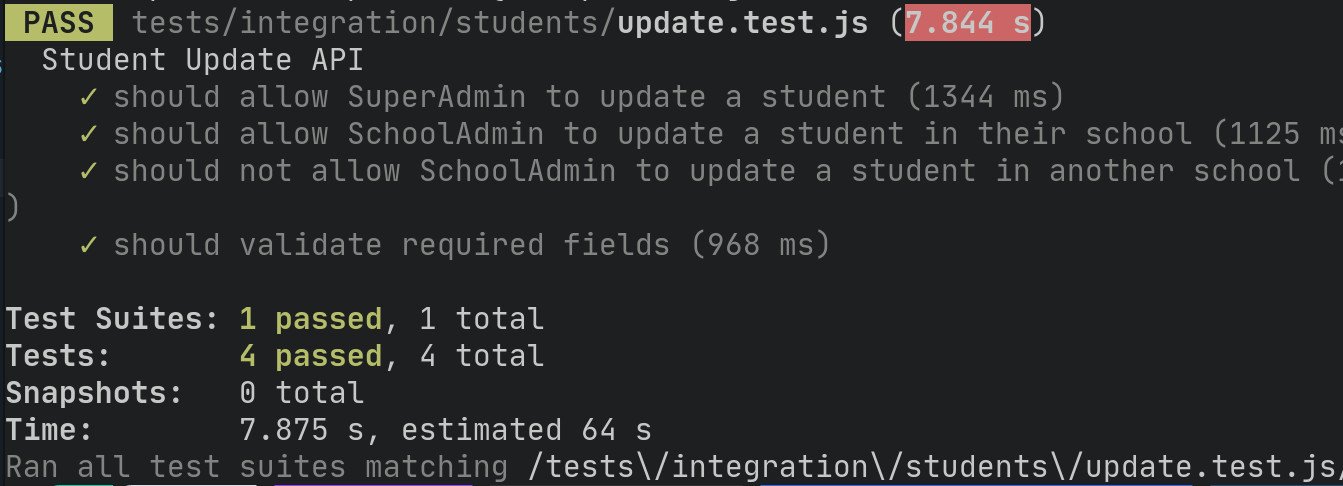 PASS tests/integration/students/update.test.js (7.844 s)
Student Update API
✓ should allow SuperAdmin to update a student (1344 ms)
✓ should allow SchoolAdmin to update a student in their school (1125 ms
✓ should not allow SchoolAdmin to update a student in another school (1
)
✓ should validate required fields (968 ms)
Test Suites: 1 passed, 1 total
Tests: 4 passed, 4 total
Snapshots: 0 total
Time: 7.875 s, estimated 64 s
Ran all test suites matching /tests\/integration\/students\/update.test.js/